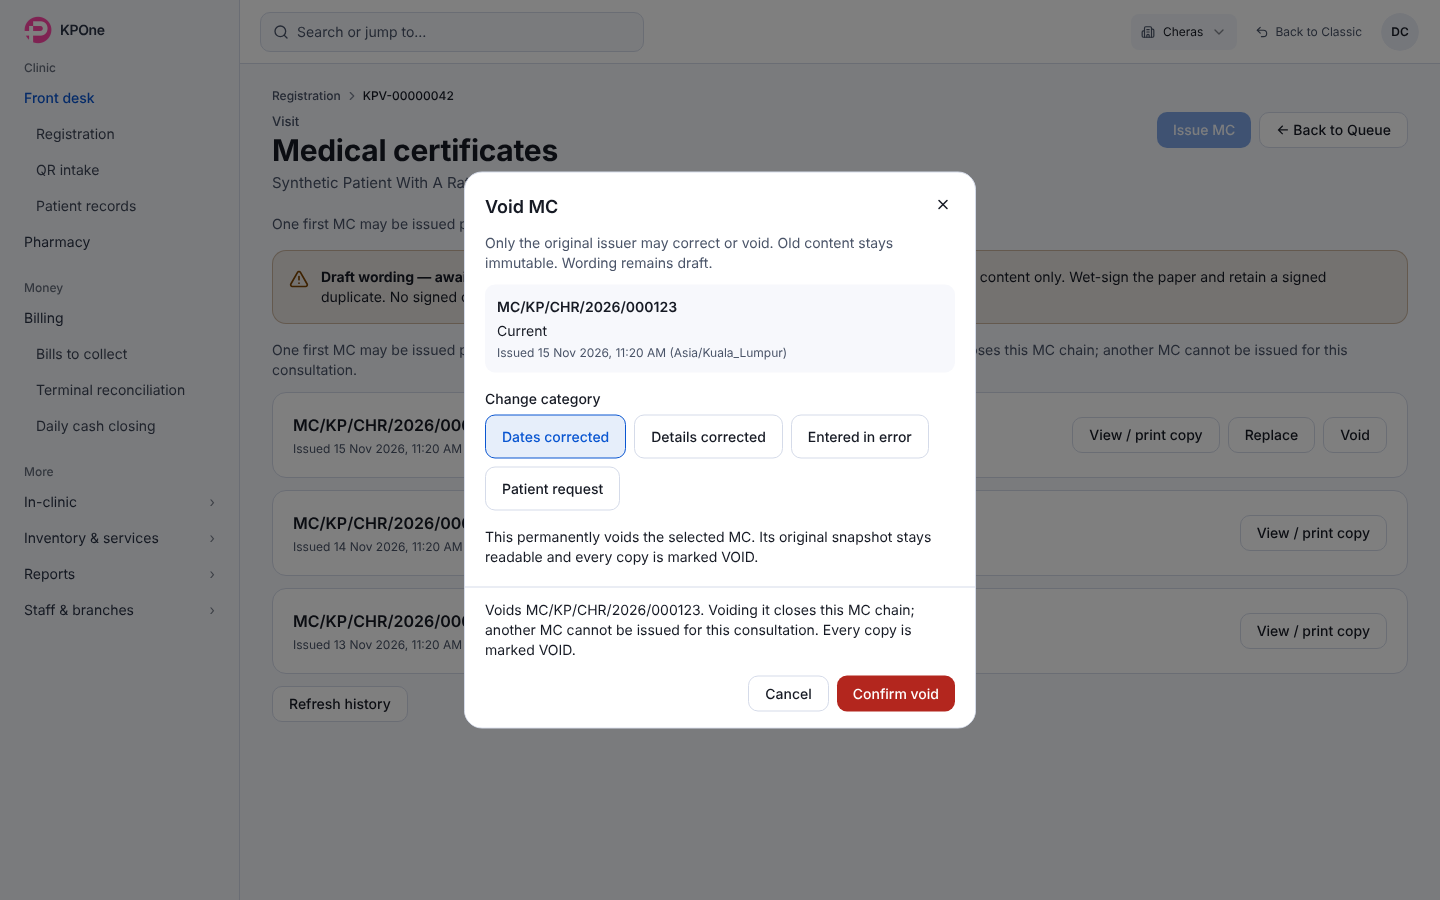 KPOne
Search or jump to...
Cheras
Back to Classic
DC
Clinic
Front desk
Registration
QR intake
Patient records
Pharmacy
Money
Billing
Bills to collect
Terminal reconciliation
Daily cash closing
More
In-clinic
Inventory & services
Reports
Staff & branches
Registration
KPV-00000042
Visit
Medical certificates
Issue MC
← Back to Queue
Synthetic Patient With A
One first MC may be issued
Draft wording —
content only. Wet-sign the paper and retain a signed
duplicate. No signed
One first MC may be issued
this MC chain; another MC cannot be issued for this
consultation.
MC/KP/CHR/2026/
Issued 15 Nov 2026, 11:20 AM
View / print copy
Replace
Void
MC/KP/CHR/2026/
Issued 14 Nov 2026, 11:20 AM
View / print copy
MC/KP/CHR/2026/
Issued 13 Nov 2026, 11:20 AM
View / print copy
Refresh history
Void MC
Only the original issuer may correct or void. Old content stays
immutable. Wording remains draft.
MC/KP/CHR/2026/000123
Current
Issued 15 Nov 2026, 11:20 AM (Asia/Kuala_Lumpur)
Change category
Dates corrected
Details corrected
Entered in error
Patient request
This permanently voids the selected MC. Its original snapshot stays
readable and every copy is marked VOID.
Voids MC/KP/CHR/2026/000123. Voiding it closes this MC chain;
another MC cannot be issued for this consultation. Every copy is
marked VOID.
Cancel
Confirm void